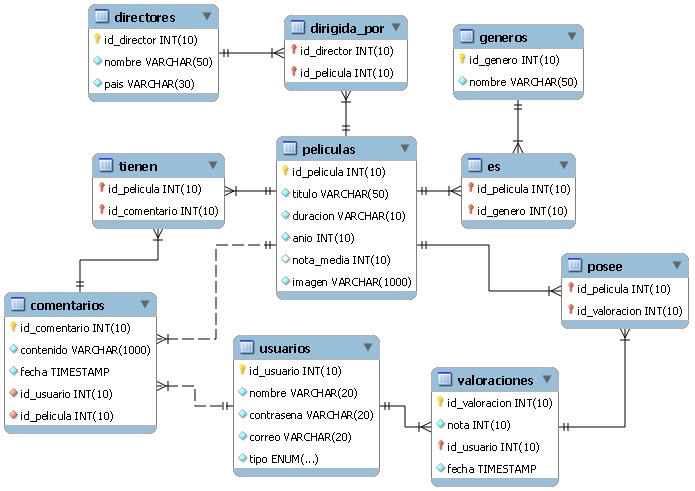 directores
id_director INT(10)
nombre VARCHAR(50)
pais VARCHAR(30)
dirigida_por
id_director INT(10)
id_pelicula INT(10)
generos
id_genero INT(10)
nombre VARCHAR(50)
tienen
id_pelicula INT(10)
id_comentario INT(10)
peliculas
id_pelicula INT(10)
titulo VARCHAR(50)
duracion VARCHAR(10)
anio INT(10)
nota_media INT(10)
imagen VARCHAR(1000)
es
id_pelicula INT(10)
id_genero INT(10)
posee
id_pelicula INT(10)
id_valoracion INT(10)
comentarios
id_comentario INT(10)
contenido VARCHAR(1000)
fecha TIMESTAMP
id_usuario INT(10)
id_pelicula INT(10)
usuarios
id_usuario INT(10)
nombre VARCHAR(20)
contrasena VARCHAR(20)
correo VARCHAR(20)
tipo ENUM(...)
valoraciones
id_valoracion INT(10)
nota INT(10)
id_usuario INT(10)
fecha TIMESTAMP